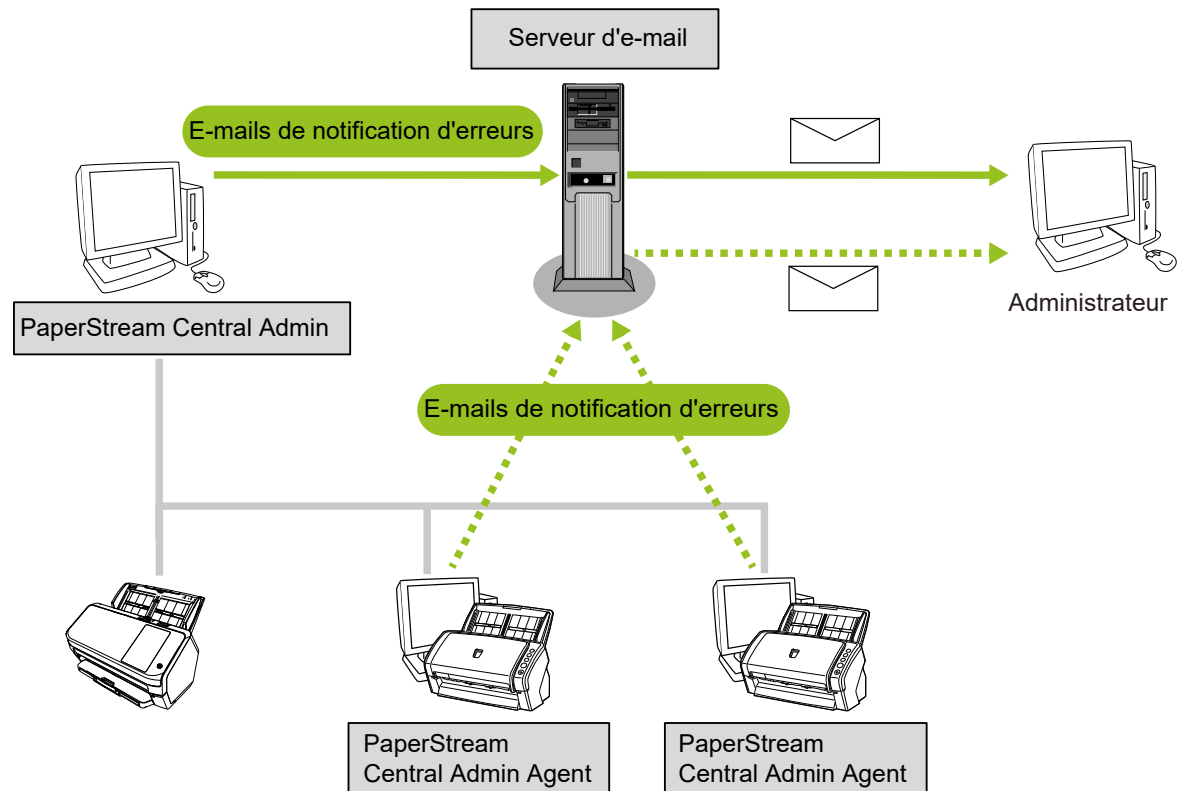 Serveur d'e-mail
E-mails de notification d'erreurs
PaperStream Central Admin
Administrateur
E-mails de notification d'erreurs
PaperStream
Central Admin Agent
PaperStream
Central Admin Agent